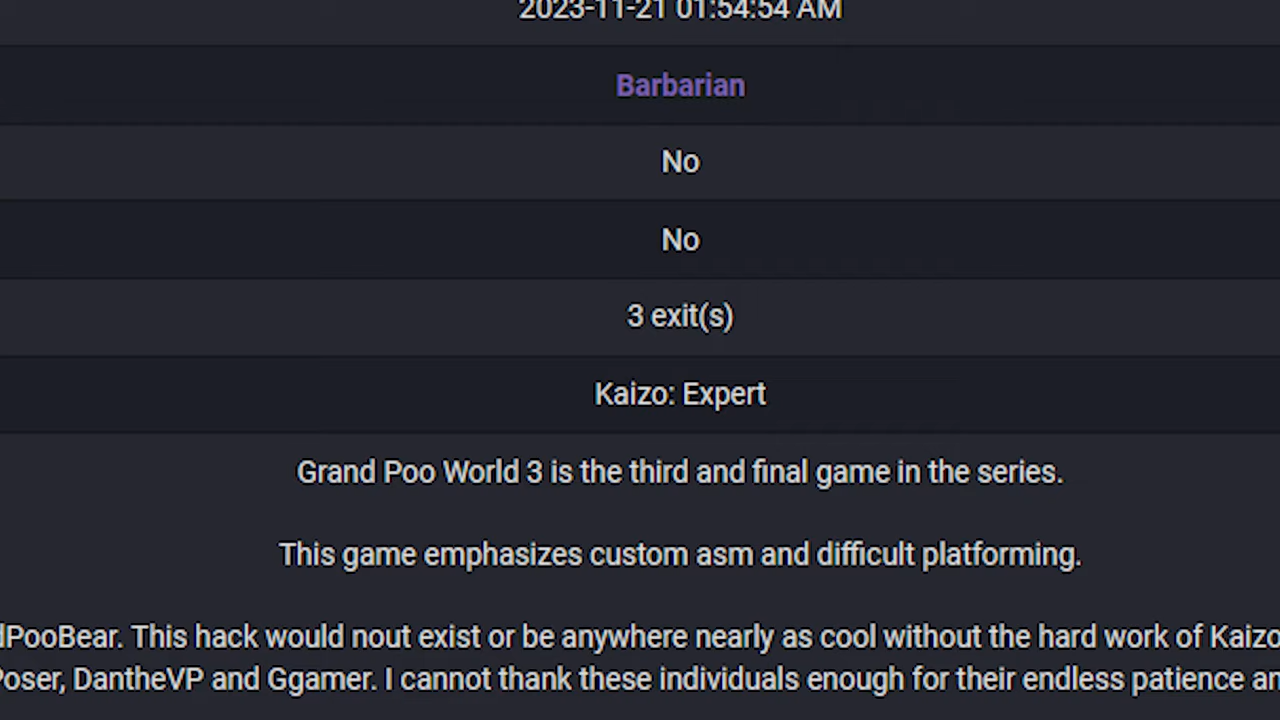 2023-11-21 01:54:54 AM
Barbarian
No
No
3 exit(s)
Kaizo: Expert
Grand Poo World 3 is the third and final game in the series.
This game emphasizes custom asm and difficult platforming.
dPooBear. This hack would nout exist or be anywhere nearly as cool without the hard work of Kaizo
Poser, DantheVP and Ggamer. I cannot thank these individuals enough for their endless patience an